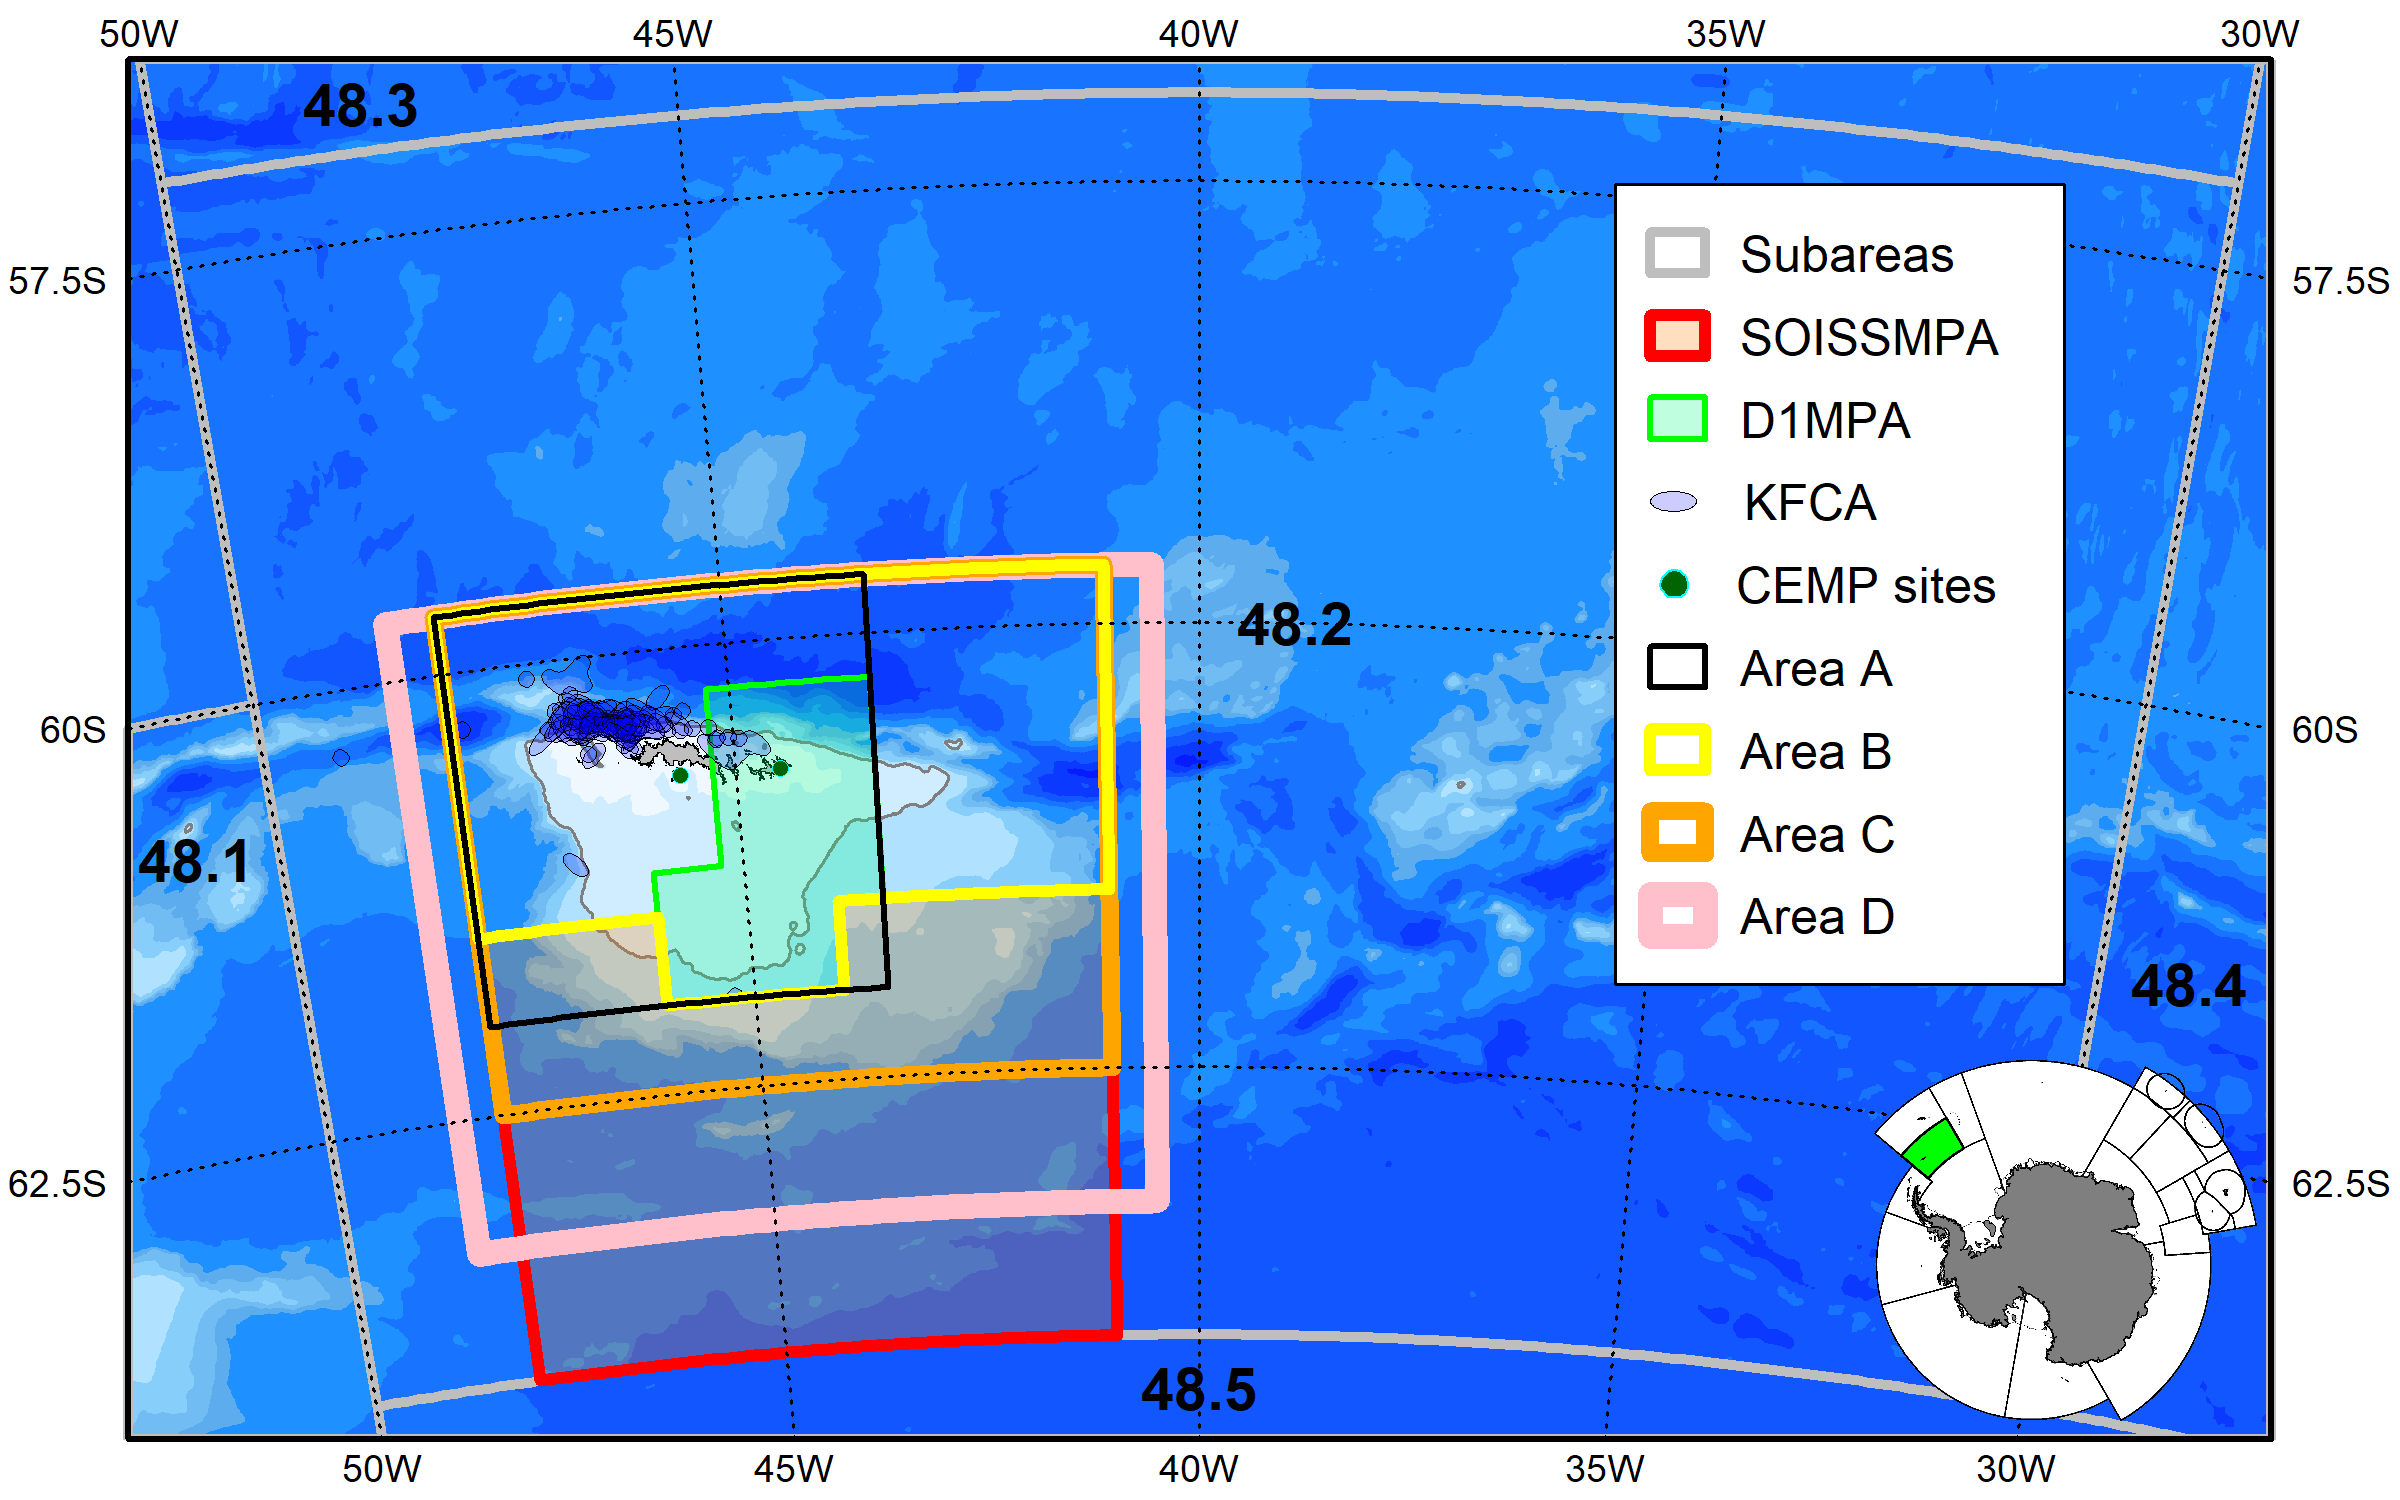 50W 45W 40W 35W 30W
48.3
57.5S 57.5S
Subareas
SOISSMPA
D1MPA
KFCA
CEMP sites
48.2
Area A
60S 60S
Area B
48.1
Area C
Area D
48.4
62.5S 62.5S
48.5
50W 45W 40W 35W 30W